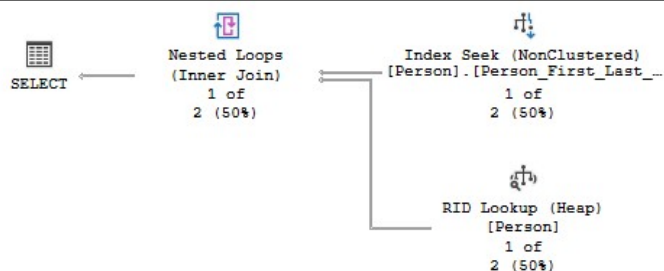 SELECT
Nested Loops
(Inner Join)
1 of
2 (50%)
Index Seek (NonClustered)
[Person].[Person_First_Last_…
1 of
2 (50%)
RID Lookup (Heap)
[Person]
1 of
2 (50%)